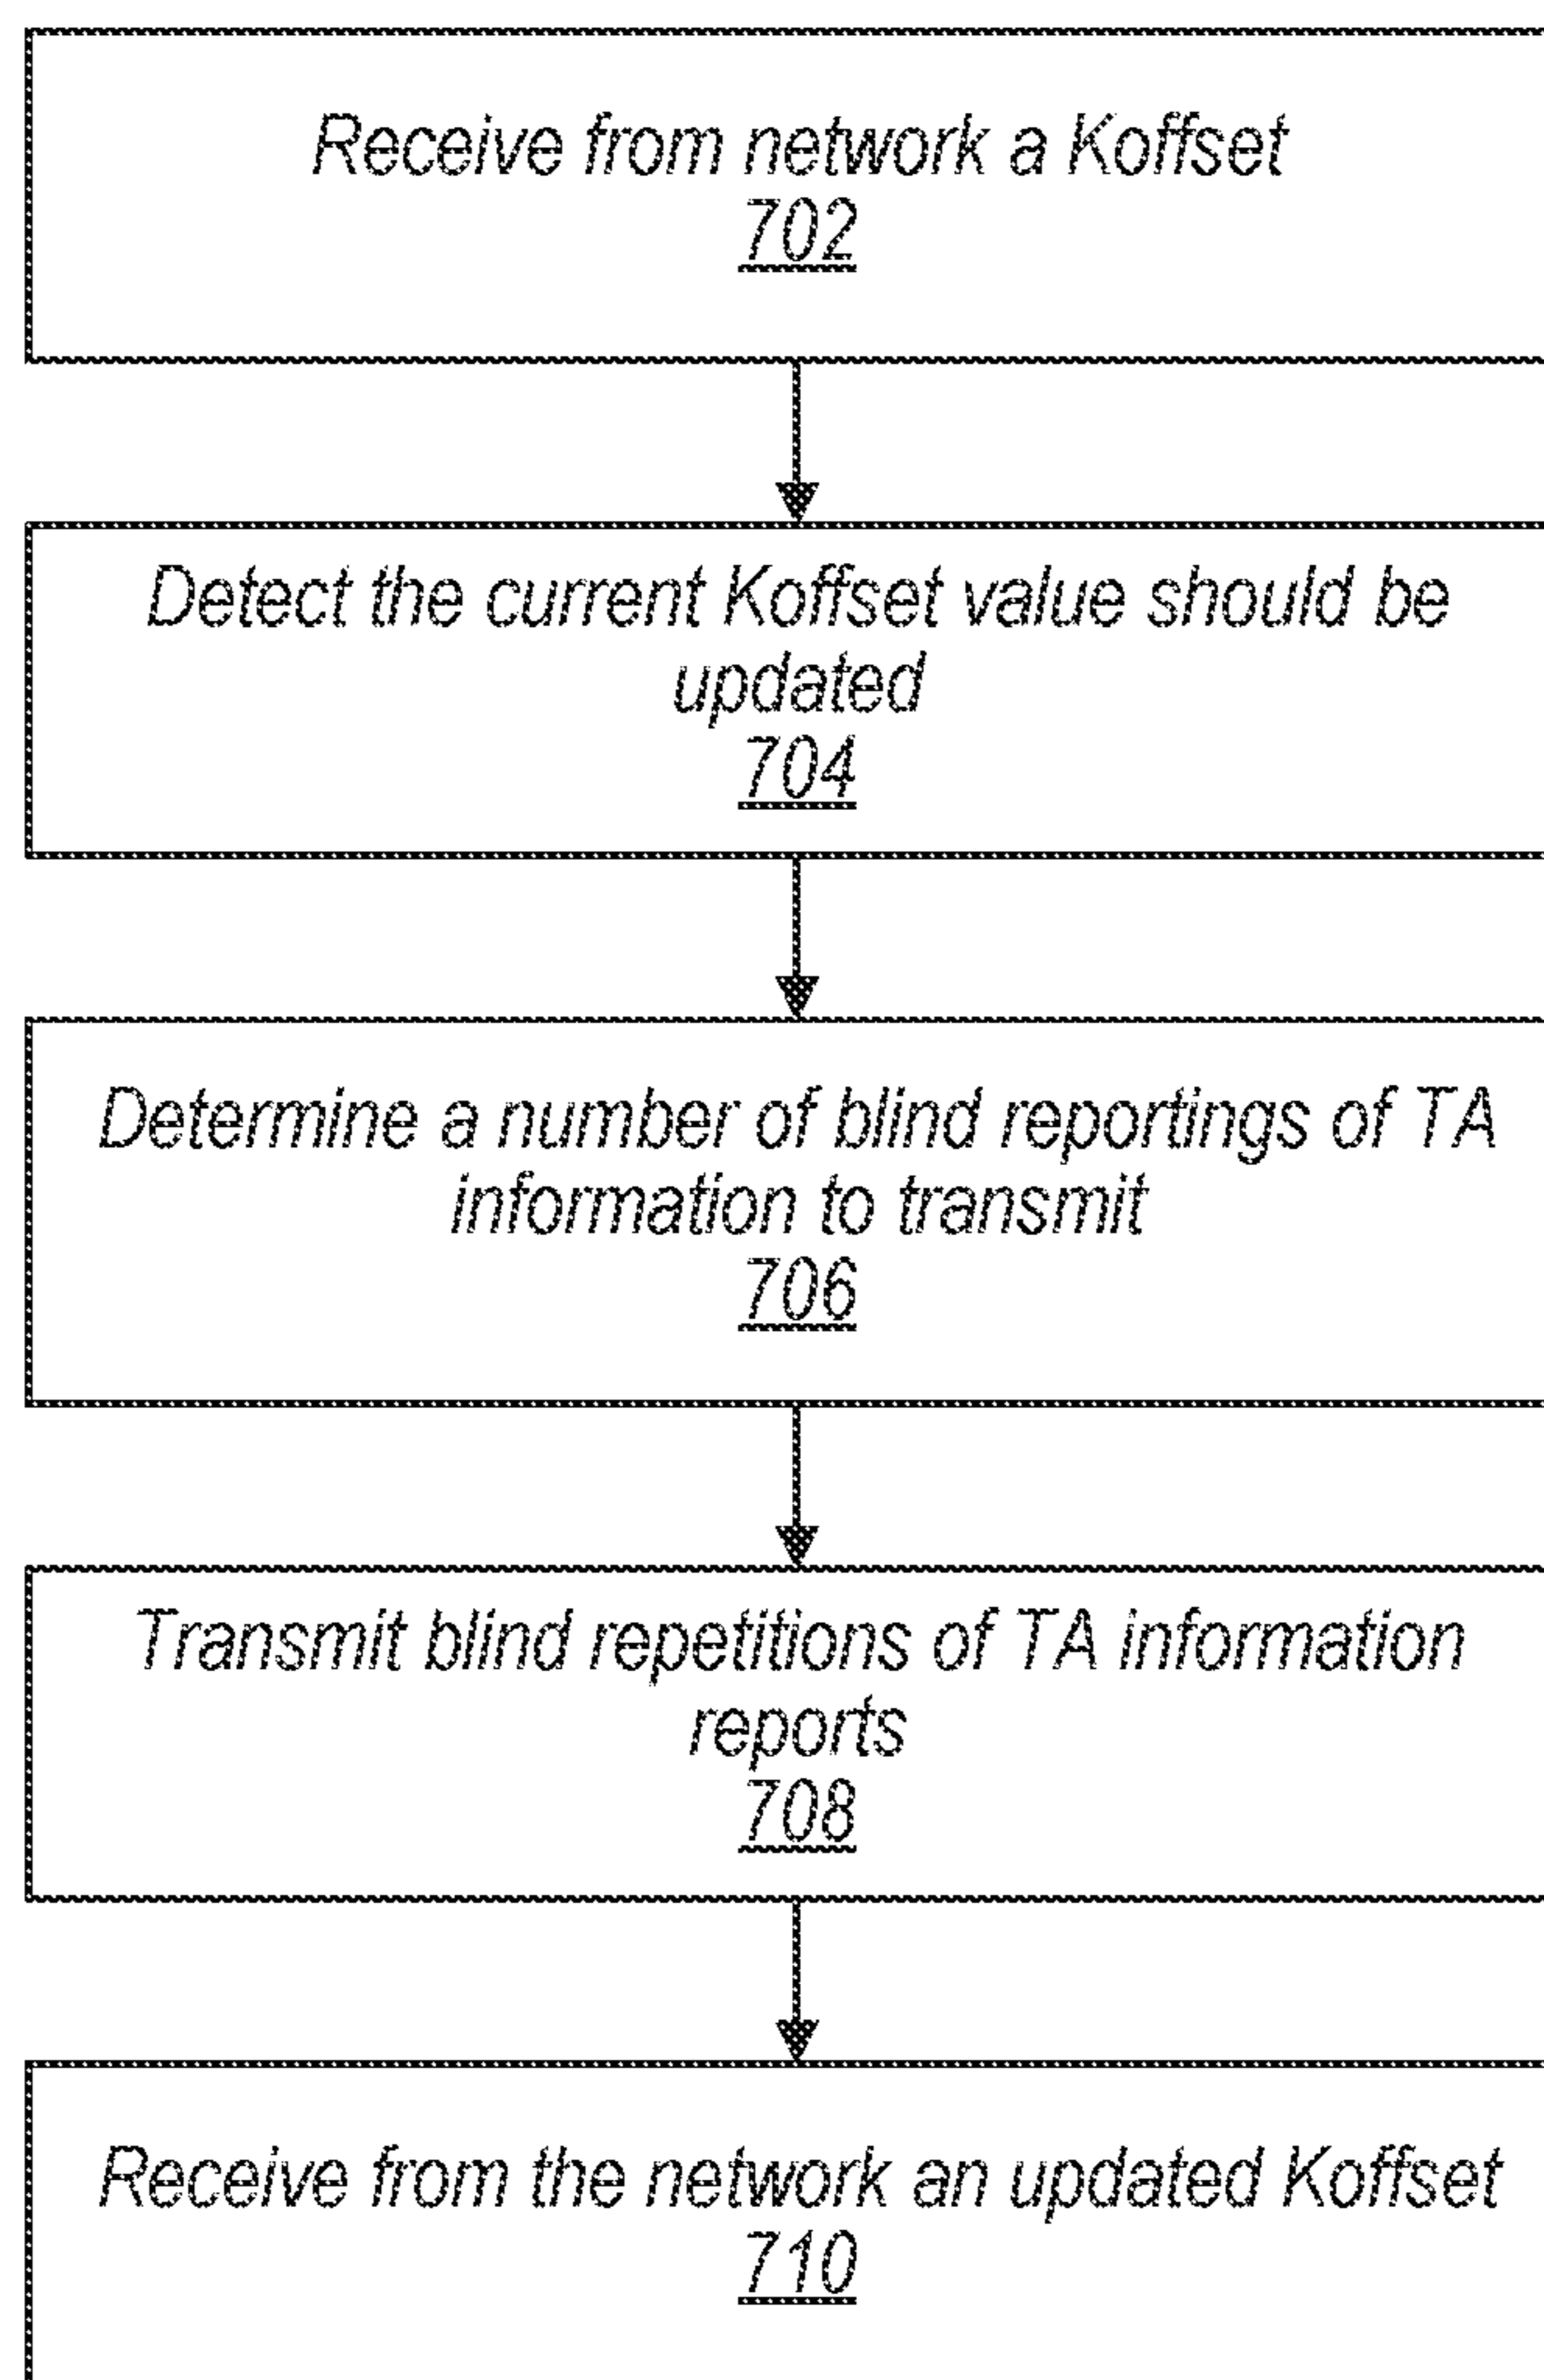 Receive from network a Koffset
702
Detect the current Koffset value should be
updated
704
Determine a number of blind reportings of TA
information to transmit
706
Transmit blind repetitions of TA information
reports
708
Receive from the network an updated Koffset
710